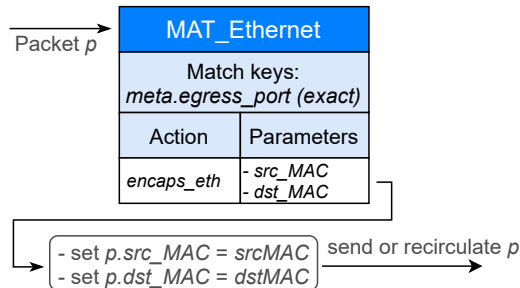 Packet p
MAT_Ethernet
Match keys:
meta.egress_port (exact)
Action
Parameters
encaps_eth
- src_MAC
- dst_MAC
- set p.src_MAC = srcMAC
- set p.dst_MAC = dstMAC
send or recirculate p